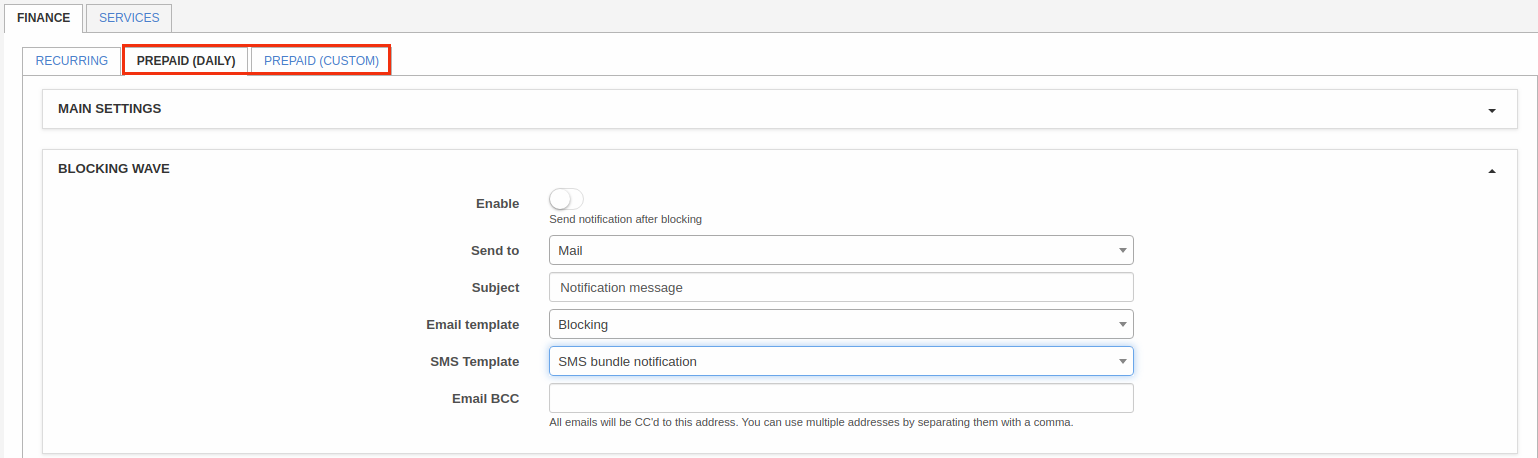 FINANCE SERVICES
RECURRING PREPAID (DAILY) PREPAID (CUSTOM)
MAIN SETTINGS
BLOCKING WAVE
Enable
Send notification after blocking
Send to Mail
Subject Notification message
Email template Blocking
SMS Template SMS bundle notification
Email BCC
All emails will be CC'd to this address. You can use multiple addresses by separating them with a comma.